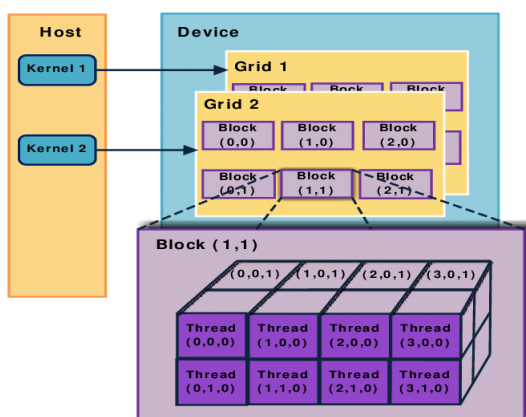 Host
Device
Kernel 1
Grid 1
Block
Block
Block
Grid 2
Kernel 2
Block
(0,0)
Block
(1,0)
Block
(2,0)
Block
(0,1)
Block
(1,1)
Block
(2,1)
Block (1,1)
(0,0,1)
(1,0,1)
(2,0,1)
(3,0,1)
Thread
(0,0,0)
Thread
(1,0,0)
Thread
(2,0,0)
Thread
(3,0,0)
Thread
(0,1,0)
Thread
(1,1,0)
Thread
(2,1,0)
Thread
(3,1,0)